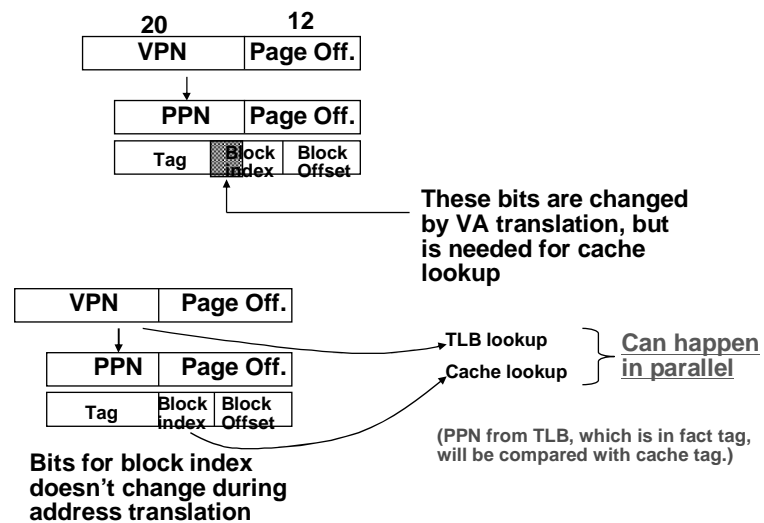 20 12
VPN Page Off.
PPN Page Off.
Tag Block index Block Offset
These bits are changed
by VA translation, but
is needed for cache
lookup
VPN Page Off.
PPN Page Off.
Tag Block index Block Offset
TLB lookup
Cache lookup
Can happen
in parallel
(PPN from TLB, which is in fact tag,
will be compared with cache tag.)
Bits for block index
doesn't change during
address translation